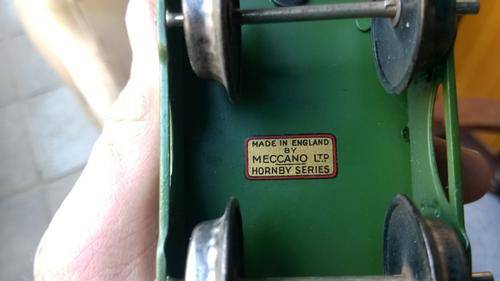 MADE IN ENGLAND
BY
MECCANO LTD
HORNBY SERIES